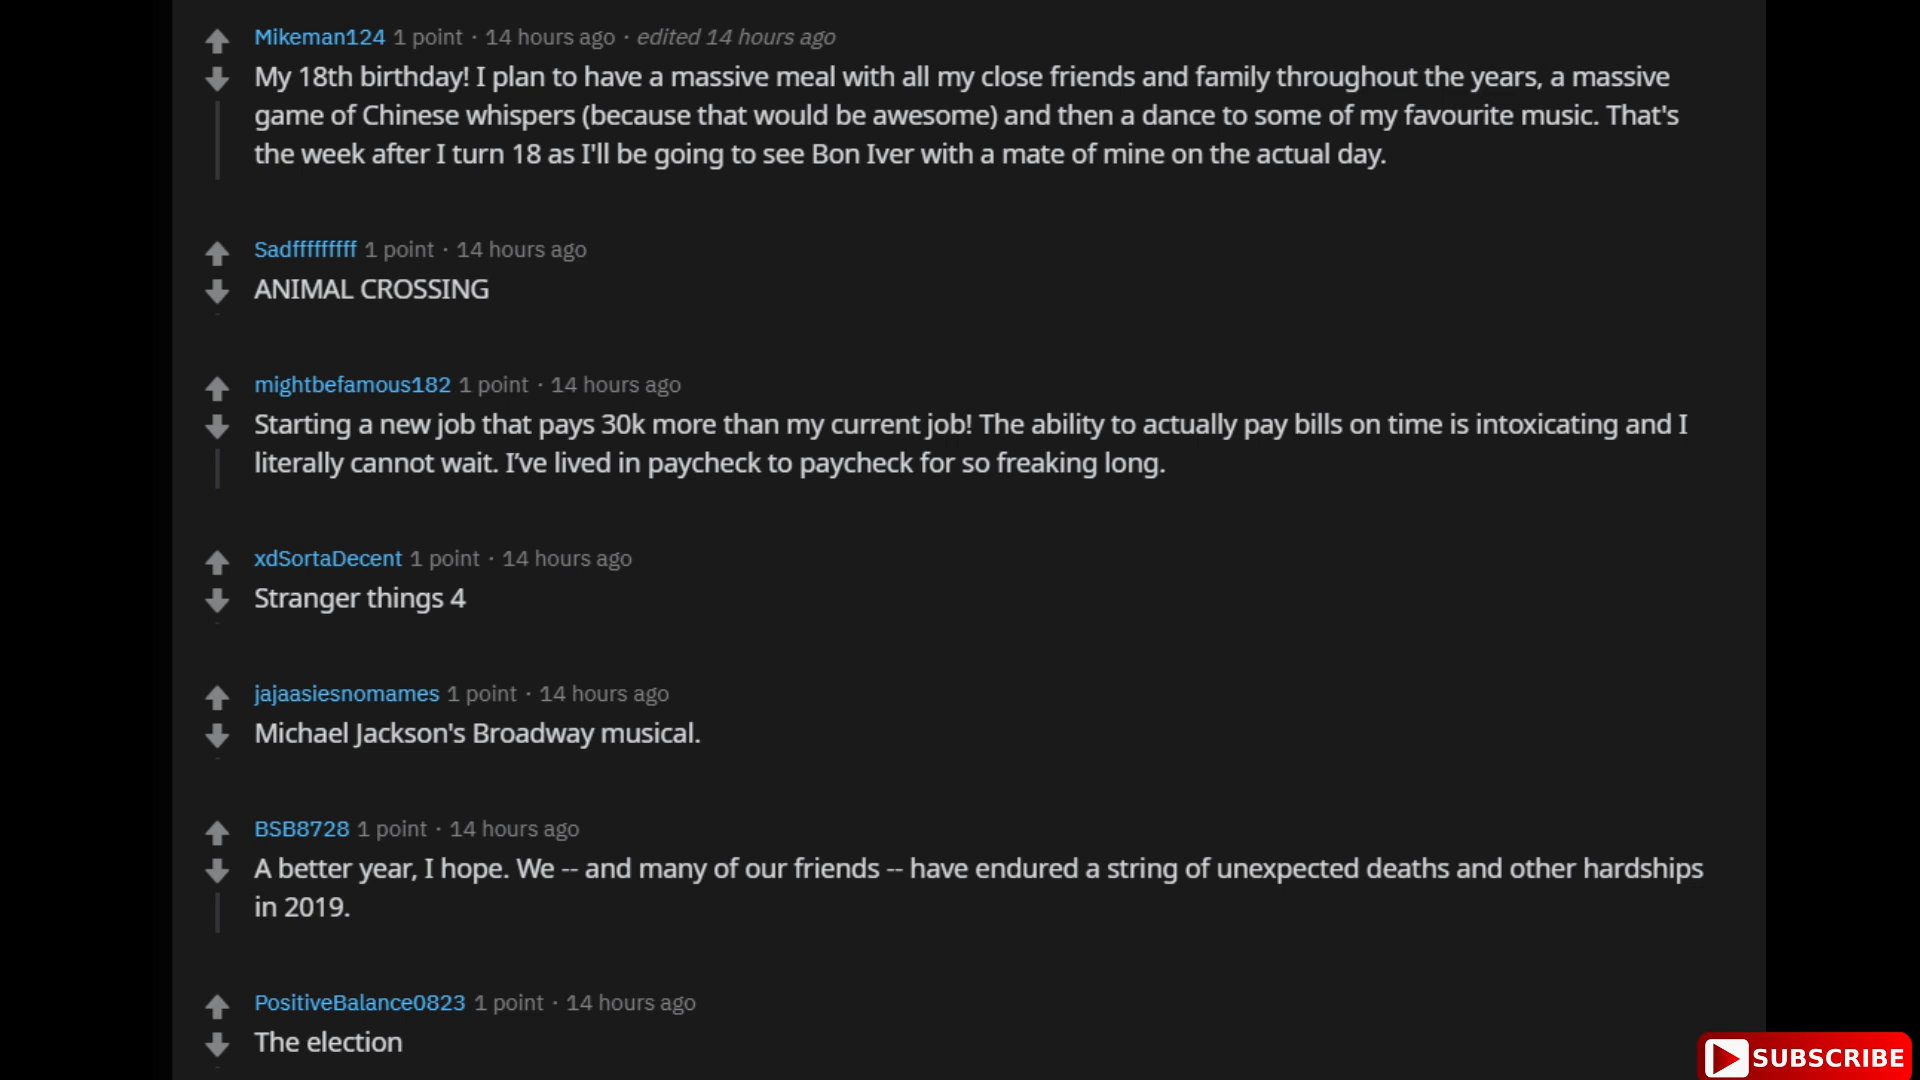 Mikeman124 1 point · 14 hours ago · edited 14 hours ago
My 18th birthday! I plan to have a massive meal with all my close friends and family throughout the years, a massive
game of Chinese whispers (because that would be awesome) and then a dance to some of my favourite music. That's
the week after I turn 18 as I'll be going to see Bon Iver with a mate of mine on the actual day.
Sadfffffffff 1 point · 14 hours ago
ANIMAL CROSSING
mightbefamous182 1 point · 14 hours ago
Starting a new job that pays 30k more than my current job! The ability to actually pay bills on time is intoxicating and I
literally cannot wait. I’ve lived in paycheck to paycheck for so freaking long.
xdSortaDecent 1 point · 14 hours ago
Stranger things 4
jajaasiesnomames 1 point · 14 hours ago
Michael Jackson's Broadway musical.
BSB8728 1 point · 14 hours ago
A better year, I hope. We -- and many of our friends -- have endured a string of unexpected deaths and other hardships
in 2019.
PositiveBalance0823 1 point · 14 hours ago
The election
SUBSCRIBE